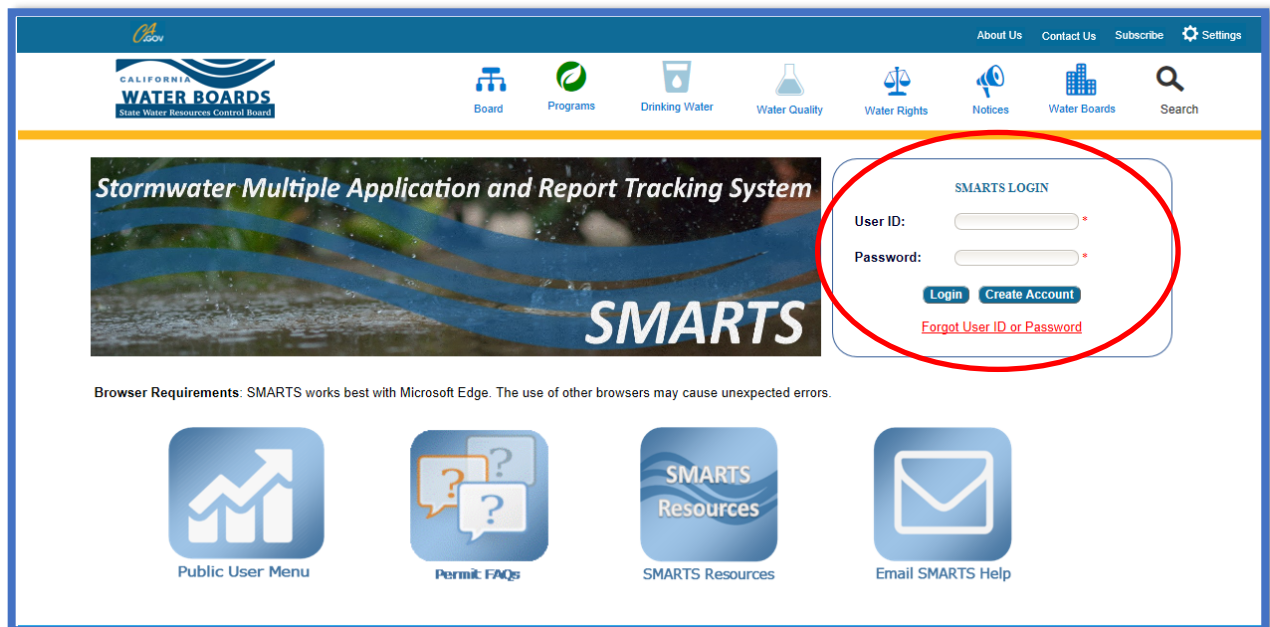 CA.GOV
About Us Contact Us Subscribe Settings
CALIFORNIA
WATER BOARDS
State Water Resources Control Board
Board Programs Drinking Water Water Quality Water Rights Notices Water Boards Search
Stormwater Multiple Application and Report Tracking System
SMARTS
SMARTS LOGIN
User ID: *
Password: *
Login Create Account
Forgot User ID or Password
Browser Requirements: SMARTS works best with Microsoft Edge. The use of other browsers may cause unexpected errors.
? ? ?
SMARTS
Resources
Public User Menu Permit FAQs SMARTS Resources Email SMARTS Help